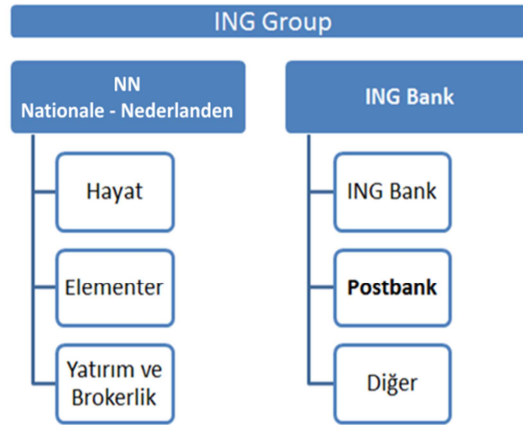 ING Group
NN
Nationale - Nederlanden
Hayat
Elementer
Yatırım ve
Brokerlik
ING Bank
ING Bank
Postbank
Diğer